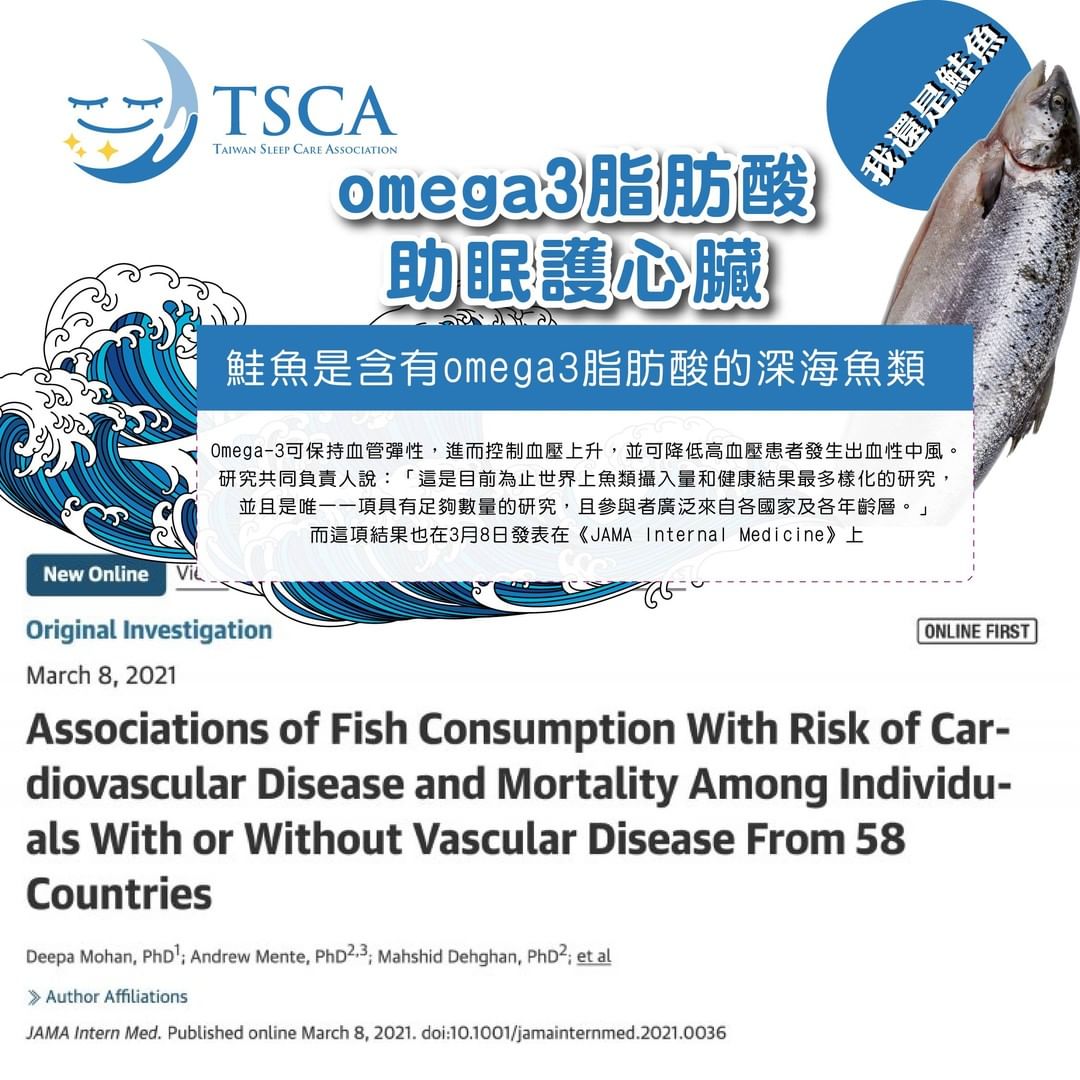 TSCA
TAIWAN SLEEP CARE ASSOCIATION
我還是鮭魚
omega3脂肪酸
助眠護心臟
鮭魚是含有omega3脂肪酸的深海魚類
Omega-3可保持血管彈性，進而控制血壓上升，並可降低高血壓患者發生出血性中風。
研究共同負責人說：「這是目前為止世界上魚類攝入量和健康結果最多樣化的研究，
並且是唯一一項具有足夠數量的研究，且參與者廣泛來自各國家及各年齡層。」
而這項結果也在3月8日發表在《JAMA Internal Medicine》上
New Online
Original Investigation
ONLINE FIRST
March 8, 2021
Associations of Fish Consumption With Risk of Car-
diovascular Disease and Mortality Among Individu-
als With or Without Vascular Disease From 58
Countries
Deepa Mohan, PhD1; Andrew Mente, PhD2,3; Mahshid Dehghan, PhD2; et al
≫ Author Affiliations
JAMA Intern Med. Published online March 8, 2021. doi:10.1001/jamainternmed.2021.0036